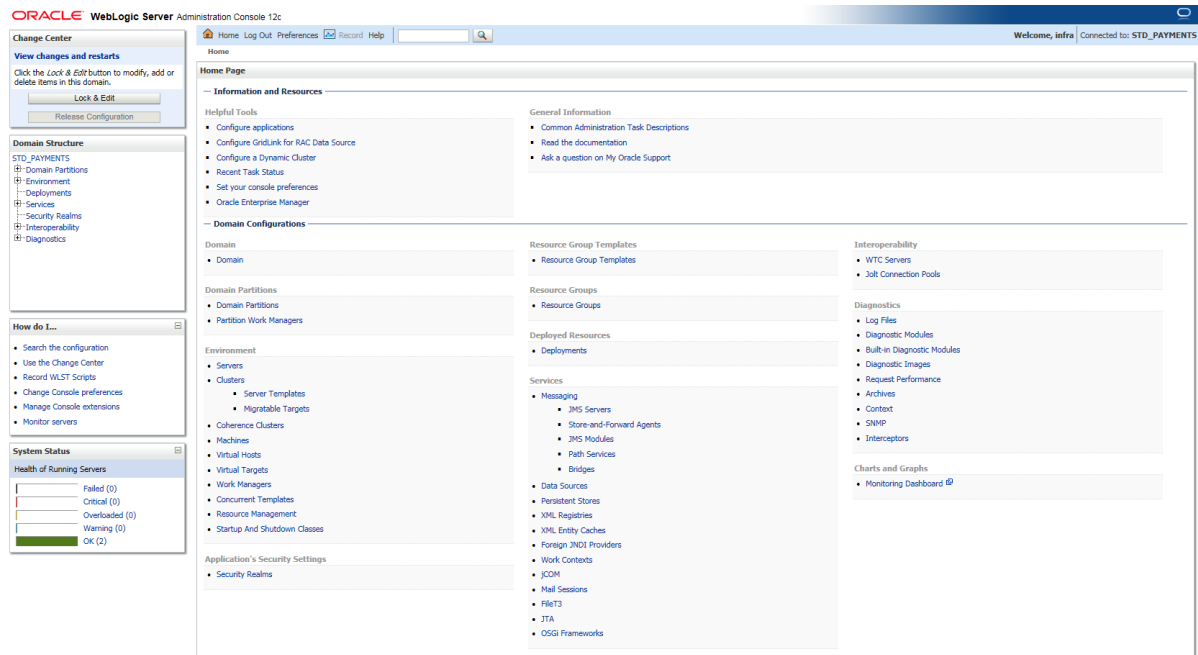 ORACLE WebLogic Server Administration Console 12c
Change Center
View changes and restarts
Click the Lock & Edit button to modify, add or
delete items in this domain.
Lock & Edit
Release Configuration
Domain Structure
STD_PAYMENTS
Domain Partitions
Environment
Deployments
Services
Security Realms
Interoperability
Diagnostics
How do I...
Search the configuration
Use the Change Center
Record WLST Scripts
Change Console preferences
Manage Console extensions
Monitor servers
System Status
Health of Running Servers
Failed (0)
Critical (0)
Overloaded (0)
Warning (0)
OK (2)
Home Log Out Preferences Record Help
Welcome, infra Connected to: STD_PAYMENTS
Home
Home Page
Information and Resources
Helpful Tools
Configure applications
Configure GridLink for RAC Data Source
Configure a Dynamic Cluster
Recent Task Status
Set your console preferences
Oracle Enterprise Manager
General Information
Common Administration Task Descriptions
Read the documentation
Ask a question on My Oracle Support
Domain Configurations
Domain
Domain
Domain Partitions
Domain Partitions
Partition Work Managers
Environment
Servers
Clusters
Server Templates
Migratable Targets
Coherence Clusters
Machines
Virtual Hosts
Virtual Targets
Work Managers
Concurrent Templates
Resource Management
Startup And Shutdown Classes
Application's Security Settings
Security Realms
Resource Group Templates
Resource Group Templates
Resource Groups
Resource Groups
Deployed Resources
Deployments
Services
Messaging
JMS Servers
Store-and-Forward Agents
JMS Modules
Path Services
Bridges
Data Sources
Persistent Stores
XML Registries
XML Entity Caches
Foreign JNDI Providers
Work Contexts
jCOM
Mail Sessions
FileT3
JTA
OSGi Frameworks
Interoperability
WTC Servers
Jolt Connection Pools
Diagnostics
Log Files
Diagnostic Modules
Built-in Diagnostic Modules
Diagnostic Images
Request Performance
Archives
Context
SNMP
Interceptors
Charts and Graphs
Monitoring Dashboard